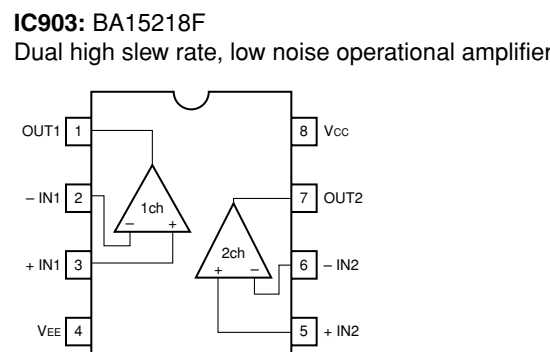 IC903: BA15218F
Dual high slew rate, low noise operational amplifier
OUT1 1
8 VCC
1ch
– IN1 2
7 OUT2
– +
2ch
+ IN1 3
6 – IN2
+ –
VEE 4
5 + IN2